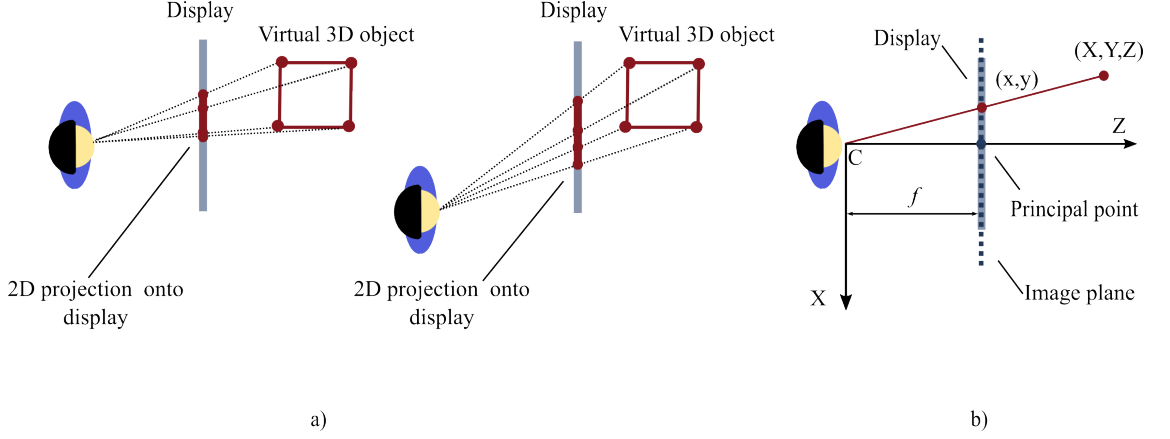 Display
Virtual 3D object
2D projection onto
display
Display
Virtual 3D object
2D projection onto
display
a)
Display
(X,Y,Z)
(x,y)
Z
C
f
Principal point
X
Image plane
b)